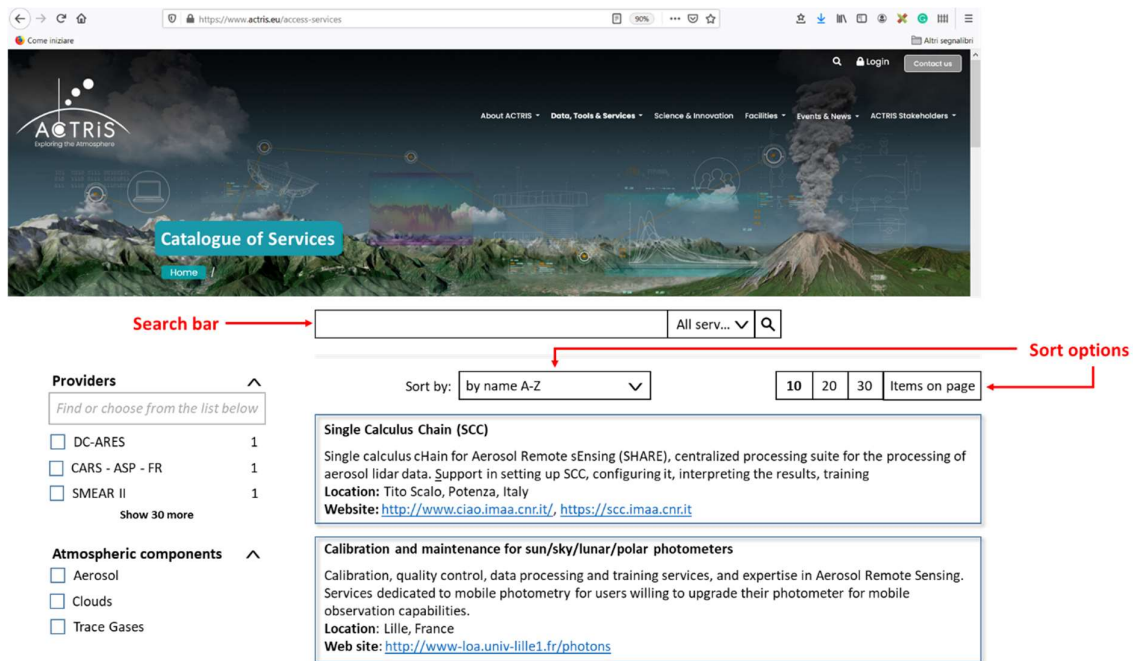 https://www.actris.eu/access-services
90%
Come iniziare
Altri segnalibri
Login
Contact us
ACTRiS
Exploring the Atmosphere
About ACTRIS
Data, Tools & Services
Science & Innovation
Facilities
Events & News
ACTRIS Stakeholders
Catalogue of Services
Home /
Search bar
All serv...
Sort options
Sort by:
by name A-Z
10
20
30
Items on page
Providers
Find or choose from the list below
DC-ARES 1
CARS - ASP - FR 1
SMEAR II 1
Show 30 more
Atmospheric components
Aerosol
Clouds
Trace Gases
Single Calculus Chain (SCC)
Single calculus cHain for Aerosol Remote sEnsing (SHARE), centralized processing suite for the processing of
aerosol lidar data. Support in setting up SCC, configuring it, interpreting the results, training
Location: Tito Scalo, Potenza, Italy
Website: http://www.ciao.imaa.cnr.it/, https://scc.imaa.cnr.it
Calibration and maintenance for sun/sky/lunar/polar photometers
Calibration, quality control, data processing and training services, and expertise in Aerosol Remote Sensing.
Services dedicated to mobile photometry for users willing to upgrade their photometer for mobile
observation capabilities.
Location: Lille, France
Web site: http://www-loa.univ-lille1.fr/photons